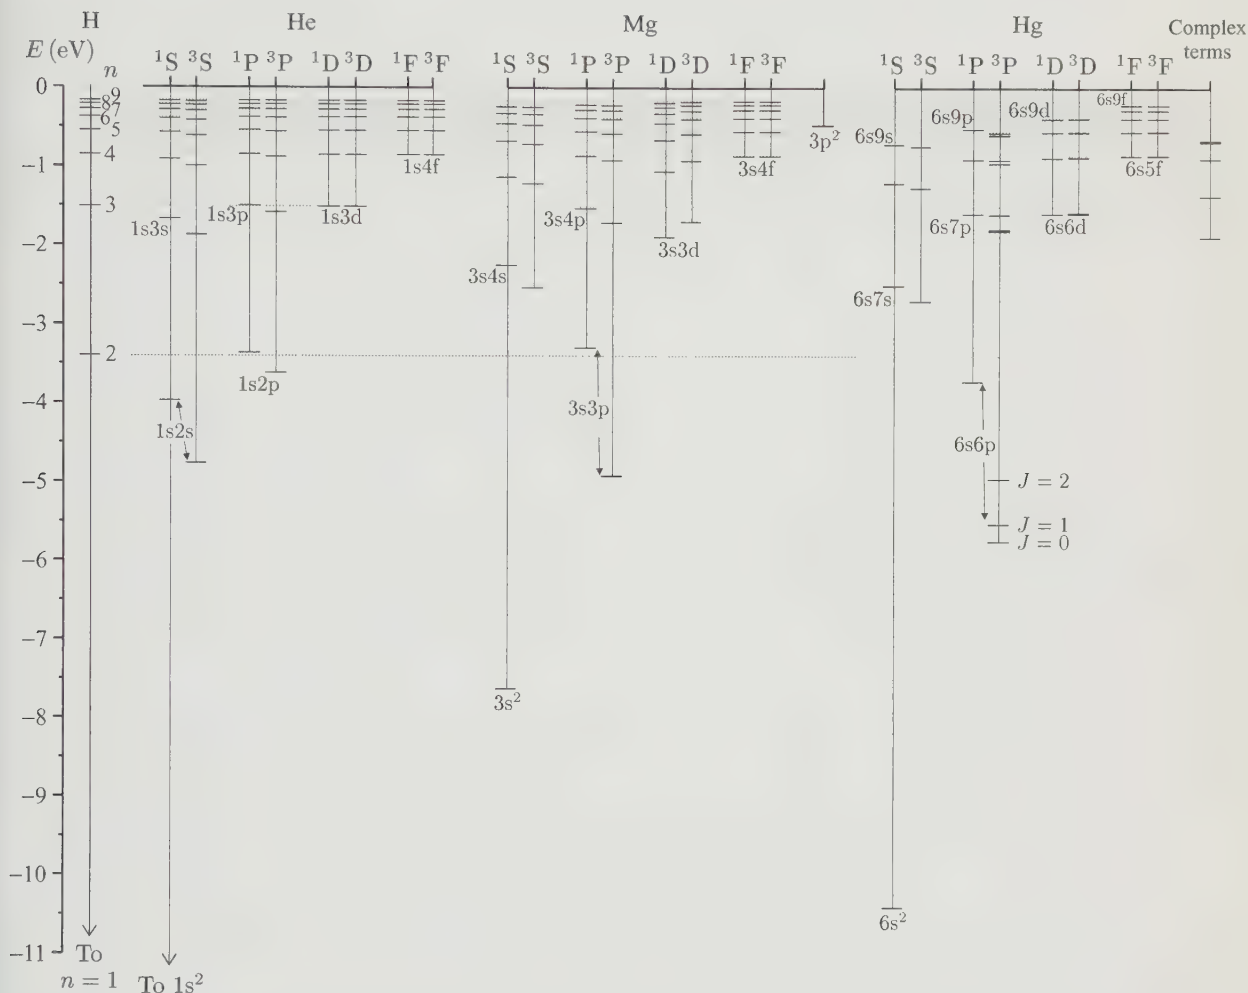 H He Mg Hg Complex terms
E (eV)
n
¹S ³S ¹P ³P ¹D ³D ¹F ³F
¹S ³S ¹P ³P ¹D ³D ¹F ³F
¹S ³S ¹P ³P ¹D ³D ¹F ³F
0
−1
−2
−3
−4
−5
−6
−7
−8
−9
−10
−11
9
8 7
6
5
4
3
2
To
n = 1
1s3s
1s2s
1s3p
1s2p
1s3d
1s4f
To 1s²
3s4s
3s²
3s4p
3s3p
3s3d
3s4f
3p²
6s9s
6s7s
6s²
6s9p
6s7p
6s6p
J = 2
J = 1
J = 0
6s9d
6s6d
6s9f
6s5f